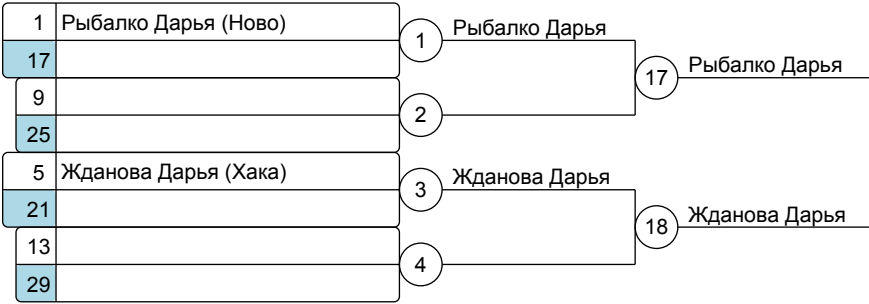 1 Рыбалко Дарья (Ново)
17
1 Рыбалко Дарья
9
25
2
17 Рыбалко Дарья
5 Жданова Дарья (Хака)
21
3 Жданова Дарья
13
29
4
18 Жданова Дарья